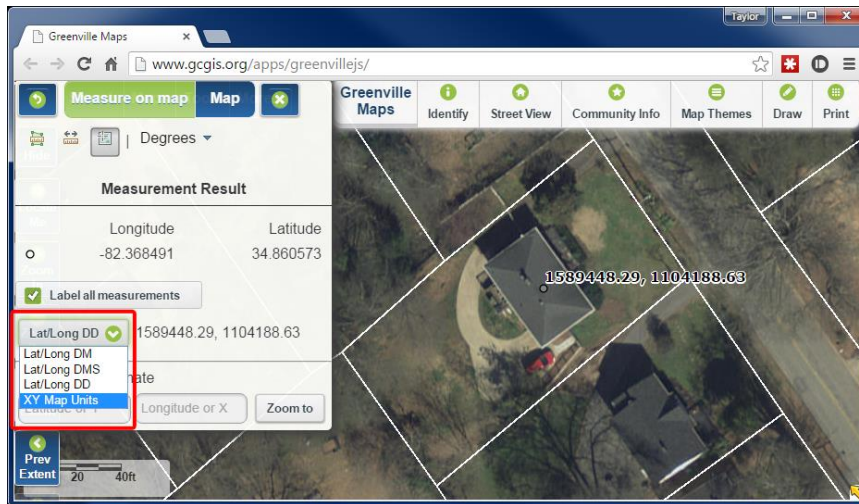 Taylor
Greenville Maps
www.gcgis.org/apps/greenvillejs/
Measure on map
Map
Greenville Maps
Identify
Street View
Community Info
Map Themes
Draw
Print
Degrees
Measurement Result
Longitude
Latitude
-82.368491
34.860573
Label all measurements
Lat/Long DD
1589448.29, 1104188.63
Lat/Long DM
Lat/Long DMS
Lat/Long DD
XY Map Units
Longitude or X
Zoom to
Prev Extent
20
40ft
1589448.29, 1104188.63